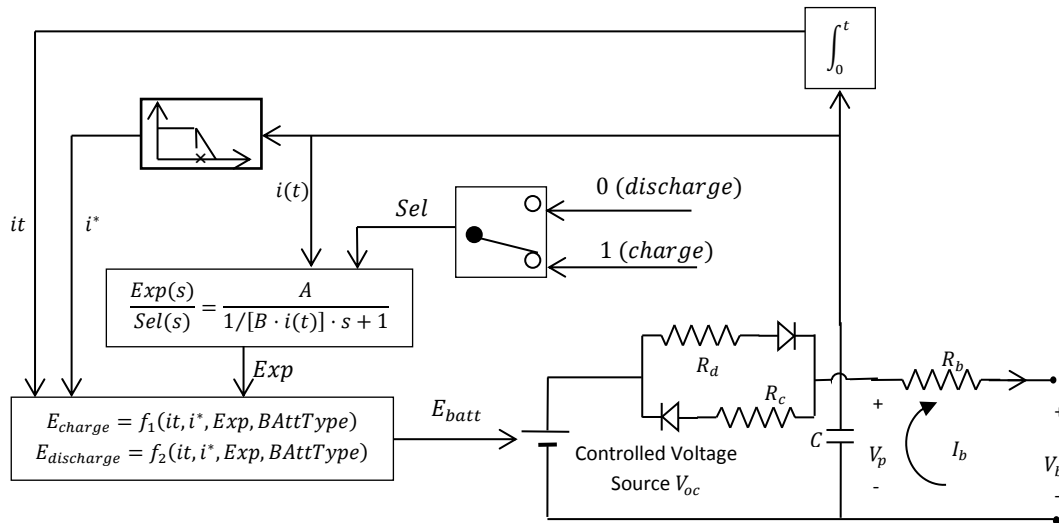 ∫₀ᵗ
i(t)
Sel
0 (discharge)
1 (charge)
it
i*
Exp(s)/Sel(s) = A/(1/[B · i(t)] · s + 1)
Exp
E_charge = f₁(it, i*, Exp, BAttType)
E_discharge = f₂(it, i*, Exp, BAttType)
E_batt
R_d
R_c
R_b
C
+
V_p
-
I_b
+
V_b
-
Controlled Voltage
Source V_oc